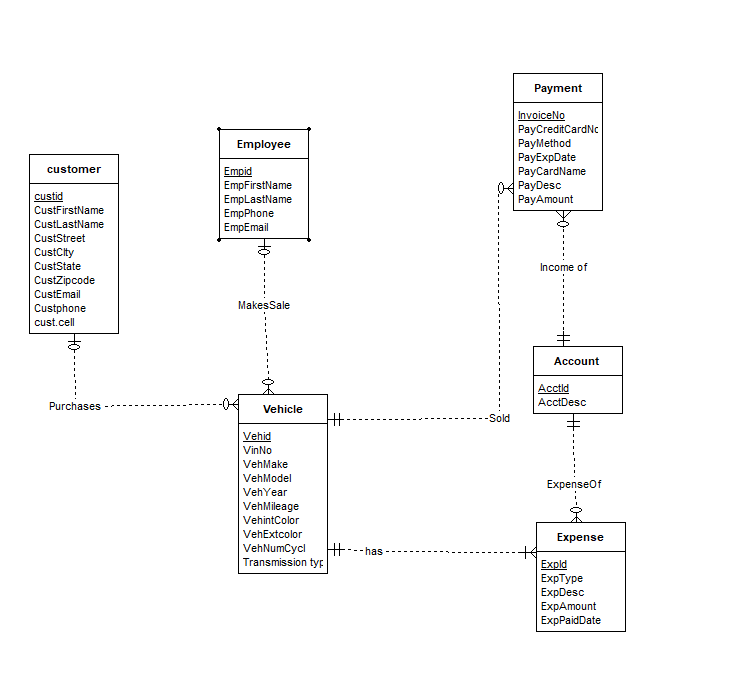 customer
custid
CustFirstName
CustLastName
CustStreet
CustCIty
CustState
CustZipcode
CustEmail
Custphone
cust.cell
Employee
Empid
EmpFirstName
EmpLastName
EmpPhone
EmpEmail
Payment
InvoiceNo
PayCreditCardNo
PayMethod
PayExpDate
PayCardName
PayDesc
PayAmount
Income of
MakesSale
Account
AcctId
AcctDesc
Purchases
Sold
Vehicle
Vehid
VinNo
VehMake
VehModel
VehYear
VehMileage
VehintColor
VehExtcolor
VehNumCycl
Transmission typ
ExpenseOf
has
Expense
ExpId
ExpType
ExpDesc
ExpAmount
ExpPaidDate